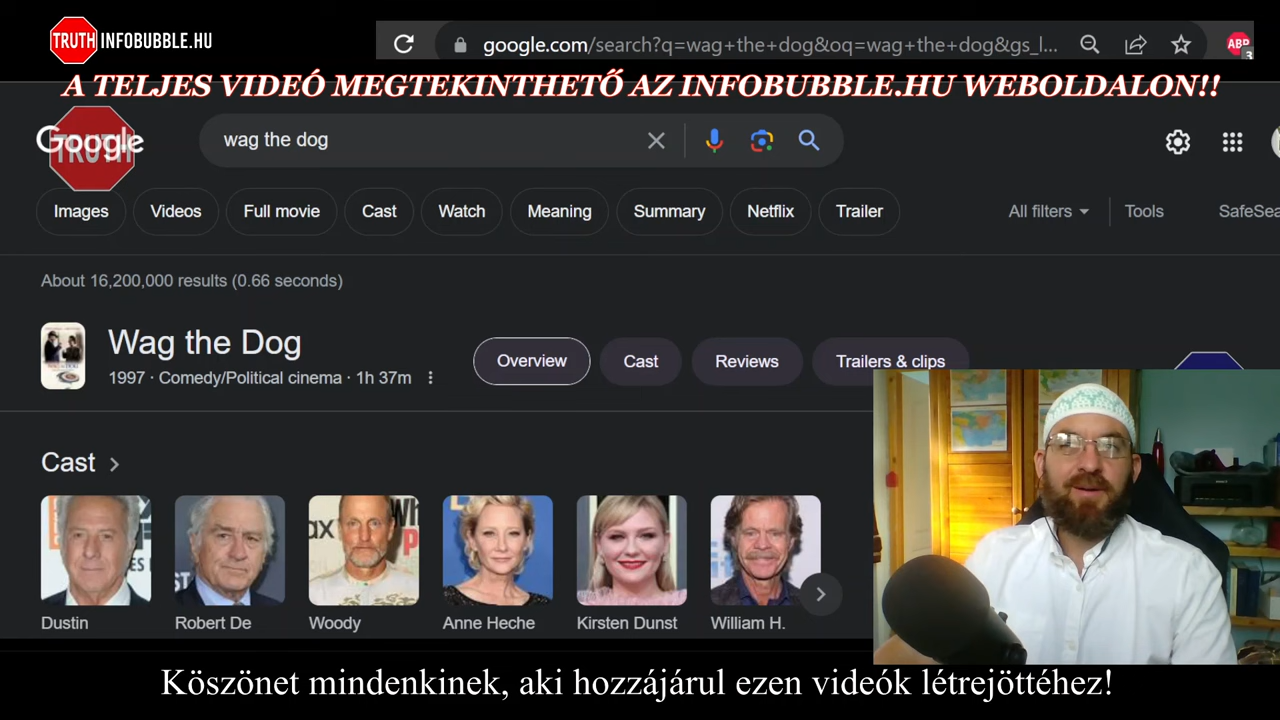 TRUTH INFOBUBBLE.HU
google.com/search?q=wag+the+dog&oq=wag+the+dog&gs_l...
ABP
3
A TELJES VIDEÓ MEGTEKINTHETŐ AZ INFOBUBBLE.HU WEBOLDALON!!
Google
TRUTH
wag the dog
Images Videos Full movie Cast Watch Meaning Summary Netflix Trailer All filters Tools SafeSea
About 16,200,000 results (0.66 seconds)
Wag the Dog
1997 · Comedy/Political cinema · 1h 37m
Overview Cast Reviews Trailers & clips
Cast
Dustin Robert De Woody Anne Heche Kirsten Dunst William H.
Köszönet mindenkinek, aki hozzájárul ezen videók létrejöttéhez!